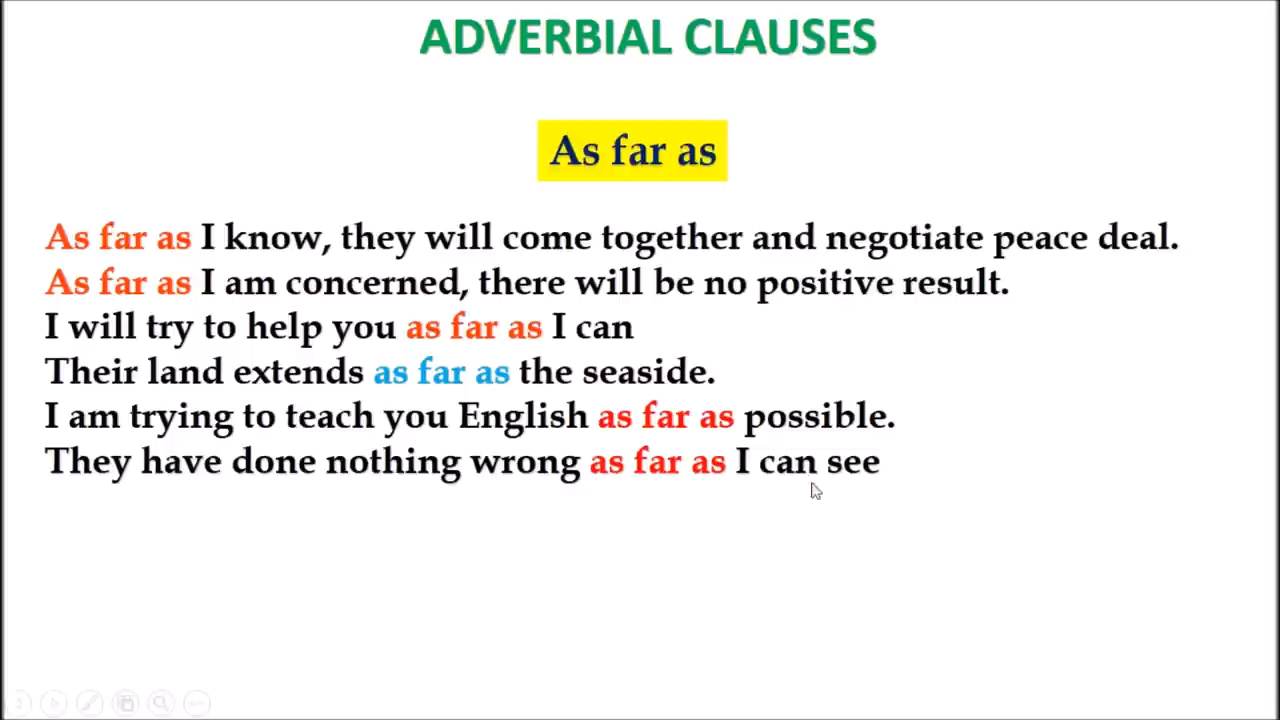 ADVERBIAL CLAUSES
As far as
As far as I know, they will come together and negotiate peace deal.
As far as I am concerned, there will be no positive result.
I will try to help you as far as I can
Their land extends as far as the seaside.
I am trying to teach you English as far as possible.
They have done nothing wrong as far as I can see